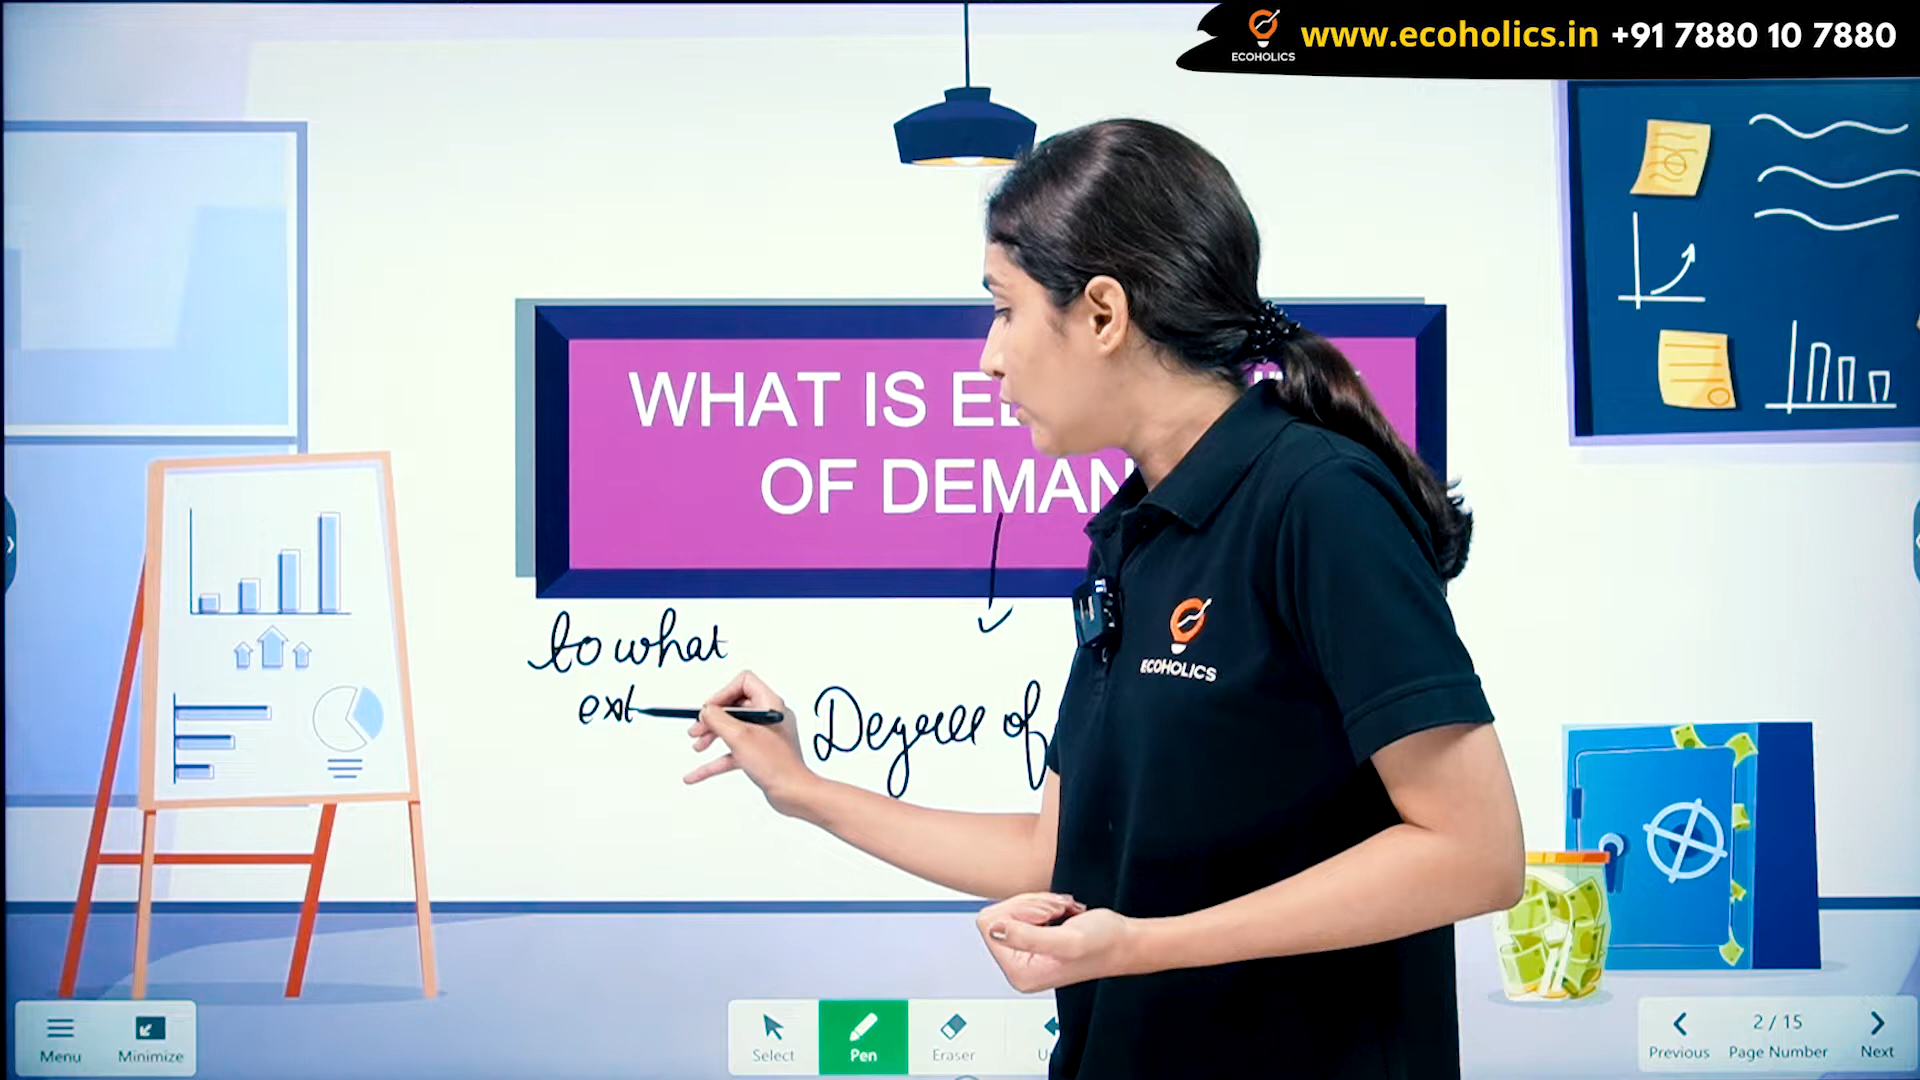 ECOHOLICS
www.ecoholics.in +91 7880 10 7880
WHAT IS
OF DEMAN
to what
ext
Degree of
ECOHOLICS
Menu
Minimize
Select
Pen
Eraser
2 / 15
Previous
Page Number
Next